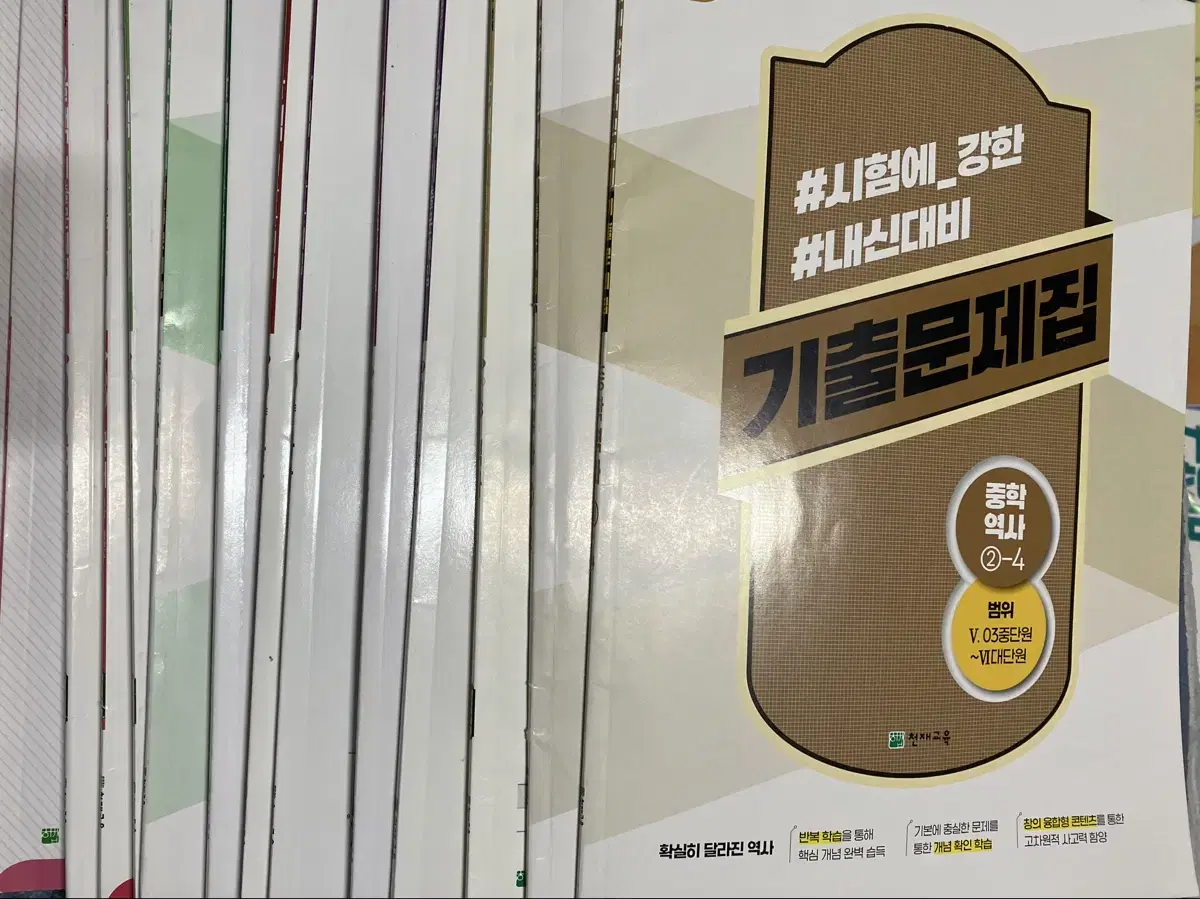 #시험에_강한
#내신대비
기출문제집
중학
역사
②-4
범위
Ⅴ. 03중단원
~Ⅵ대단원
천재교육
확실히 달라진 역사
반복 학습을 통해
핵심 개념 완벽 습득
기본에 충실한 문제를
통한 개념 확인 학습
창의 융합형 콘텐츠를 통한
고차원적 사고력 함양